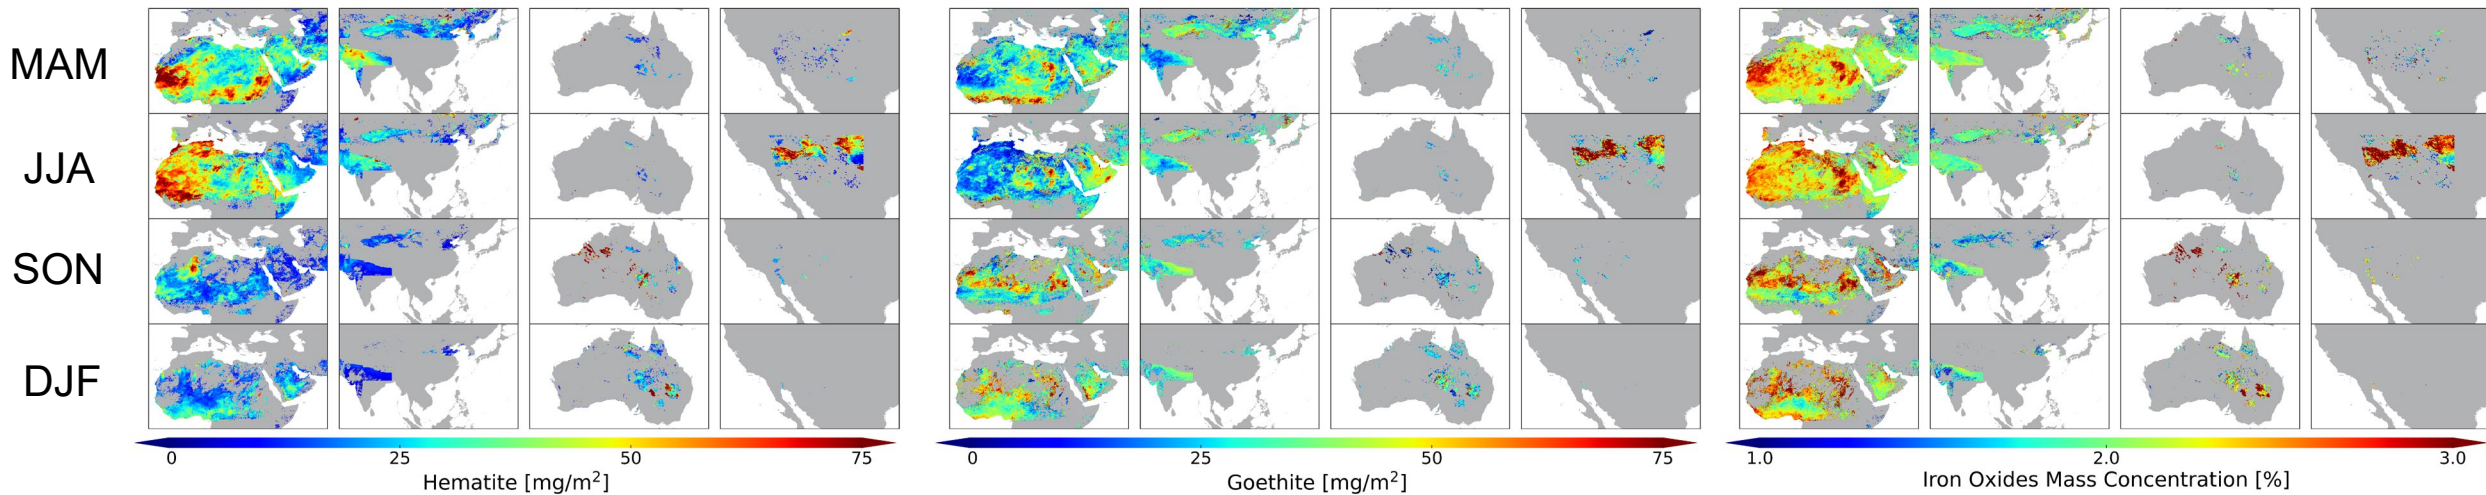 MAM
JJA
SON
DJF
0 25 50 75
Hematite [mg/m²]
0 25 50 75
Goethite [mg/m²]
1.0 2.0 3.0
Iron Oxides Mass Concentration [%]